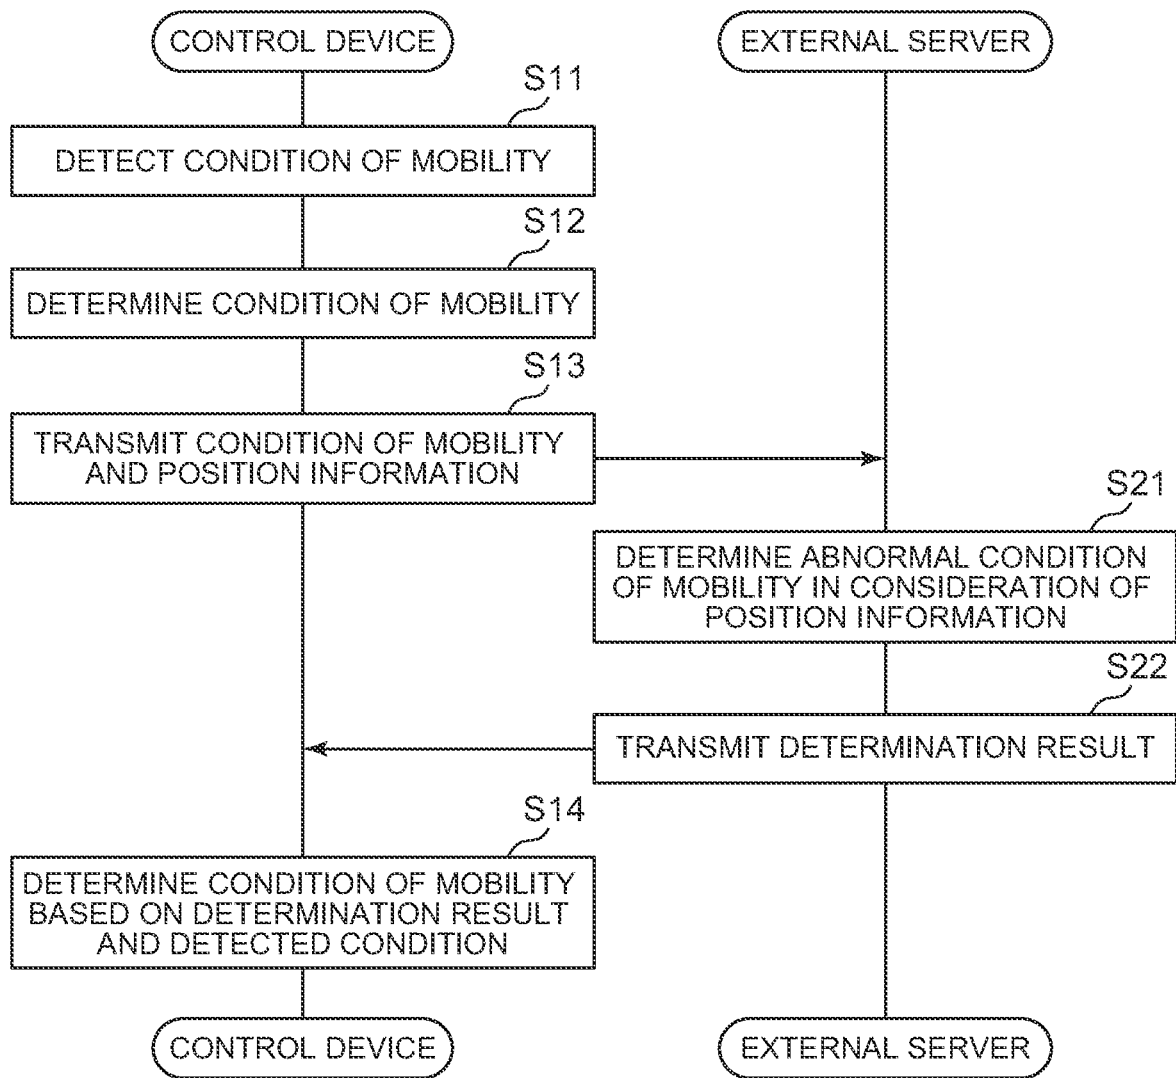 CONTROL DEVICE
EXTERNAL SERVER
S11
DETECT CONDITION OF MOBILITY
S12
DETERMINE CONDITION OF MOBILITY
S13
TRANSMIT CONDITION OF MOBILITY
AND POSITION INFORMATION
S21
DETERMINE ABNORMAL CONDITION
OF MOBILITY IN CONSIDERATION OF
POSITION INFORMATION
S22
TRANSMIT DETERMINATION RESULT
S14
DETERMINE CONDITION OF MOBILITY
BASED ON DETERMINATION RESULT
AND DETECTED CONDITION
CONTROL DEVICE
EXTERNAL SERVER